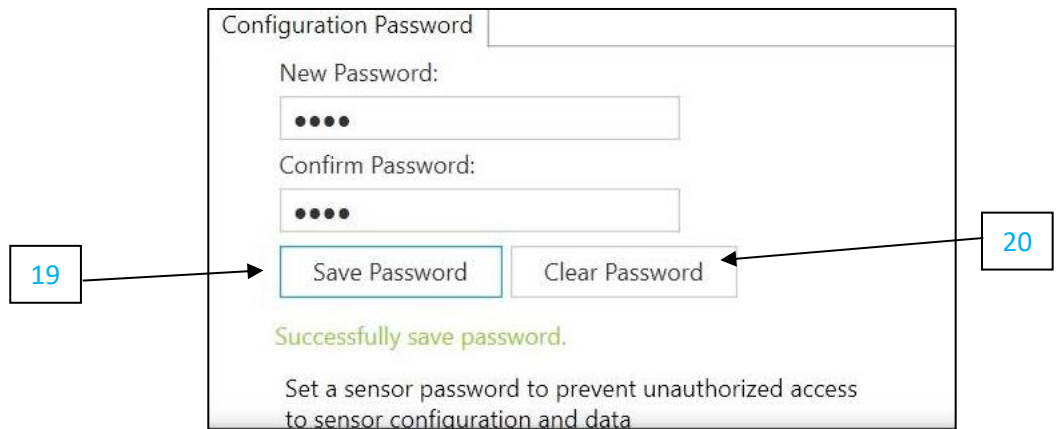 Configuration Password
New Password:
••••
Confirm Password:
••••
19
Save Password
Clear Password
20
Successfully save password.
Set a sensor password to prevent unauthorized access
to sensor configuration and data